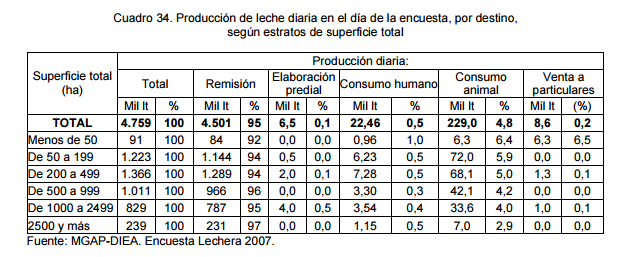 Cuadro 34. Producción de leche diaria en el día de la encuesta, por destino,
según estratos de superficie total
Superficie total (ha) Producción diaria:
Total Remisión Elaboración predial Consumo humano Consumo animal Venta a particulares
Mil lt % Mil lt % Mil lt % Mil lt % Mil lt % Mil lt (%)
TOTAL 4.759 100 4.501 95 6,5 0,1 22,46 0,5 229,0 4,8 8,6 0,2
Menos de 50 91 100 84 92 0,0 0,0 0,96 1,0 6,3 6,4 6,3 6,5
De 50 a 199 1.223 100 1.144 94 0,5 0,0 6,23 0,5 72,0 5,9 0,0 0,0
De 200 a 499 1.366 100 1.289 94 2,0 0,1 7,28 0,5 68,1 5,0 1,3 0,1
De 500 a 999 1.011 100 966 96 0,0 0,0 3,30 0,3 42,1 4,2 0,0 0,0
De 1000 a 2499 829 100 787 95 4,0 0,5 3,54 0,4 33,6 4,0 1,0 0,1
2500 y más 239 100 231 97 0,0 0,0 1,15 0,5 7,0 2,9 0,0 0,0
Fuente: MGAP-DIEA. Encuesta Lechera 2007.